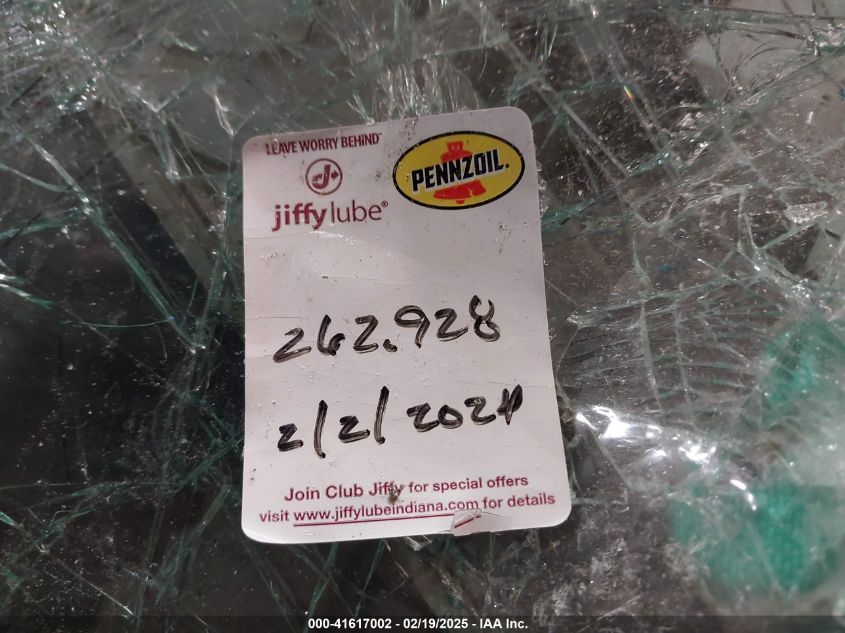 LEAVE WORRY BEHIND™
jiffy lube®
PENNZOIL.
262.928
2/2/2024
Join Club Jiffy for special offers
visit www.jiffylubeindiana.com for details
000-41617002 - 02/19/2025 - IAA Inc.